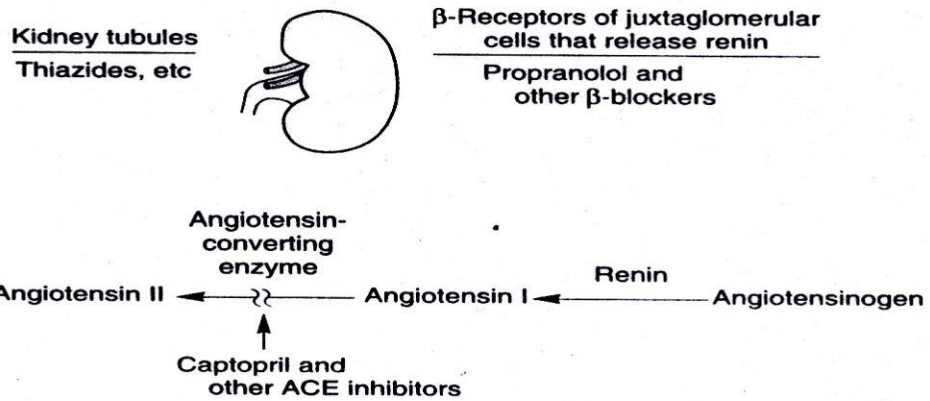 Kidney tubules
Thiazides, etc
β-Receptors of juxtaglomerular
cells that release renin
Propranolol and
other β-blockers
Angiotensin-
converting
enzyme
Angiotensin II
Angiotensin I
Renin
Angiotensinogen
Captopril and
other ACE inhibitors